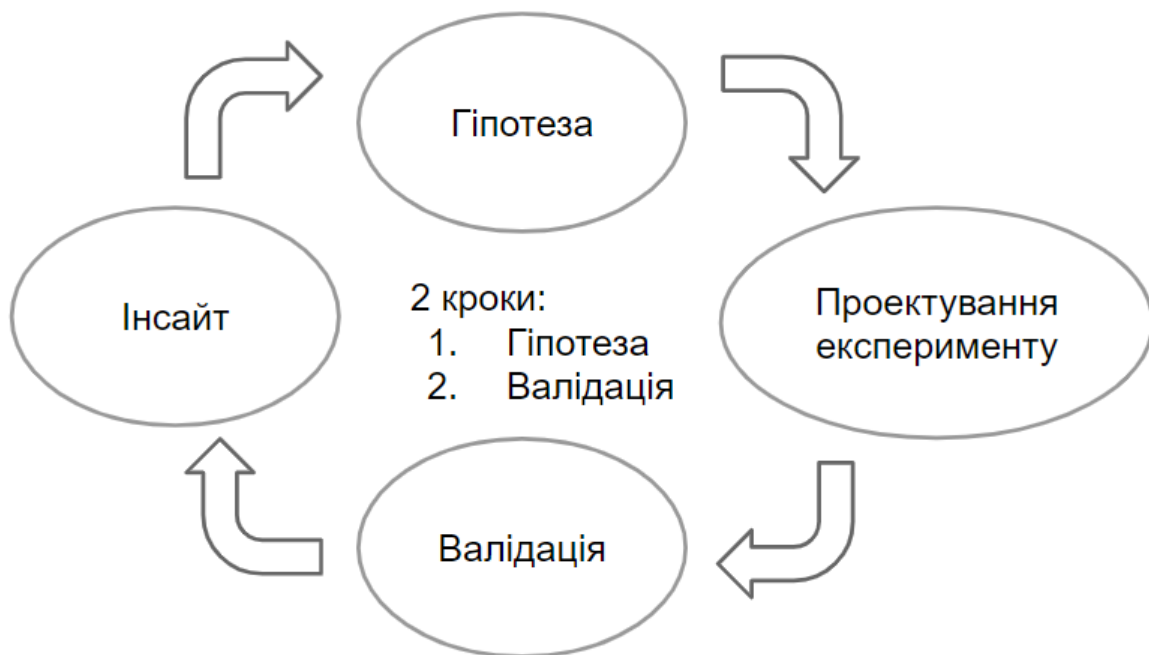 Гіпотеза
Інсайт
2 кроки:
1. Гіпотеза
2. Валідація
Проектування
експерименту
Валідація